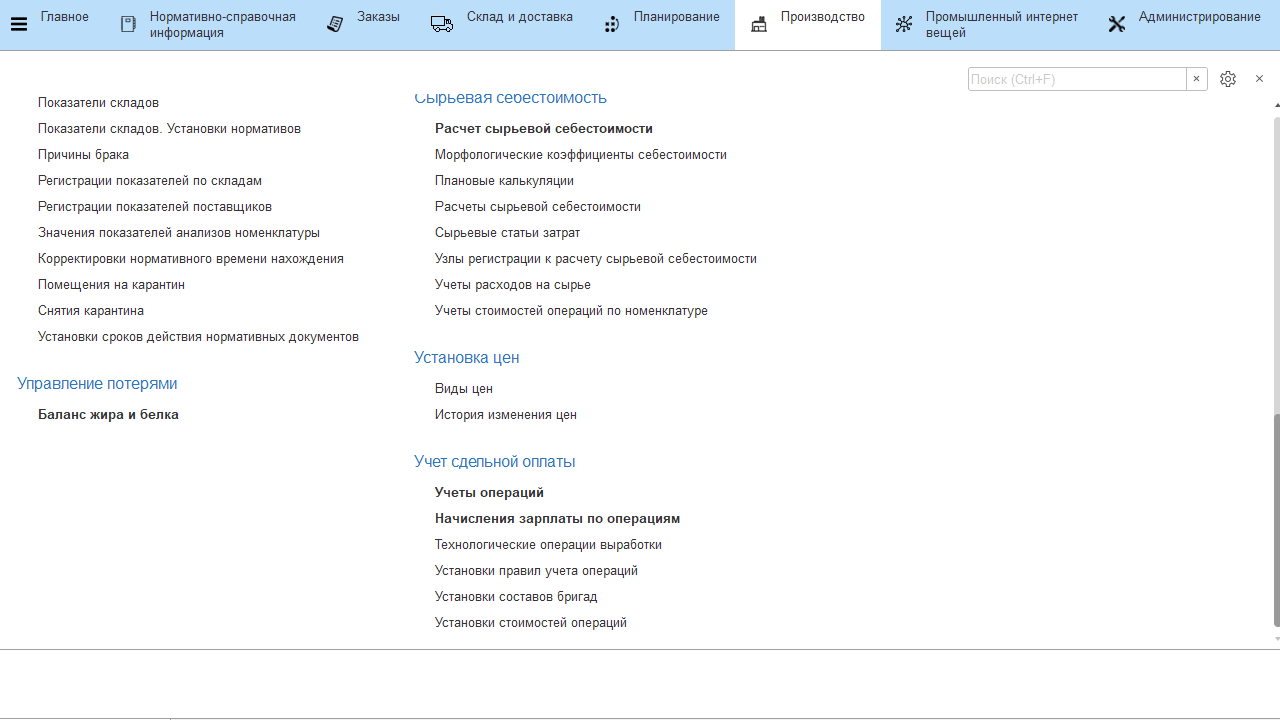 Главное
Нормативно-справочная
информация
Заказы
Склад и доставка
Планирование
Производство
Промышленный интернет
вещей
Администрирование
Поиск (Ctrl+F)
Показатели складов
Показатели складов. Установки нормативов
Причины брака
Регистрации показателей по складам
Регистрации показателей поставщиков
Значения показателей анализов номенклатуры
Корректировки нормативного времени нахождения
Помещения на карантин
Снятия карантина
Установки сроков действия нормативных документов
Управление потерями
Баланс жира и белка
Сырьевая себестоимость
Расчет сырьевой себестоимости
Морфологические коэффициенты себестоимости
Плановые калькуляции
Расчеты сырьевой себестоимости
Сырьевые статьи затрат
Узлы регистрации к расчету сырьевой себестоимости
Учеты расходов на сырье
Учеты стоимостей операций по номенклатуре
Установка цен
Виды цен
История изменения цен
Учет сдельной оплаты
Учеты операций
Начисления зарплаты по операциям
Технологические операции выработки
Установки правил учета операций
Установки составов бригад
Установки стоимостей операций